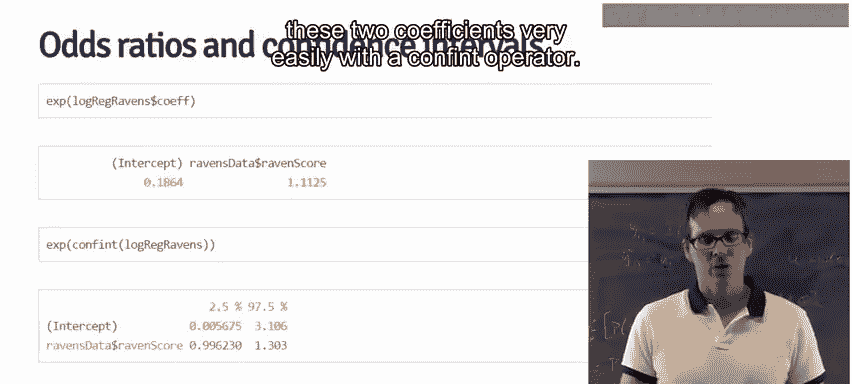 Odds ratios and confidence intervals
these two coefficients very
easily with a confint operator.
exp(logRegRavens$coeff)
(Intercept) ravensData$ravenScore
0.1864 1.1125
exp(confint(logRegRavens))
2.5 % 97.5 %
(Intercept) 0.005675 3.106
ravensData$ravenScore 0.996230 1.303